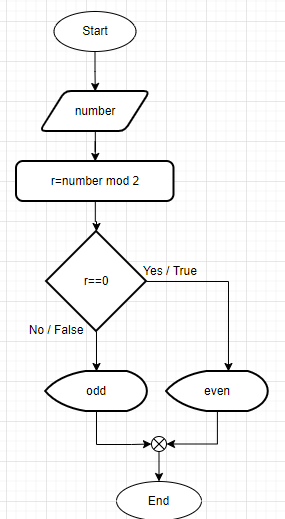 Start
number
r=number mod 2
r==0
Yes / True
No / False
odd
even
End